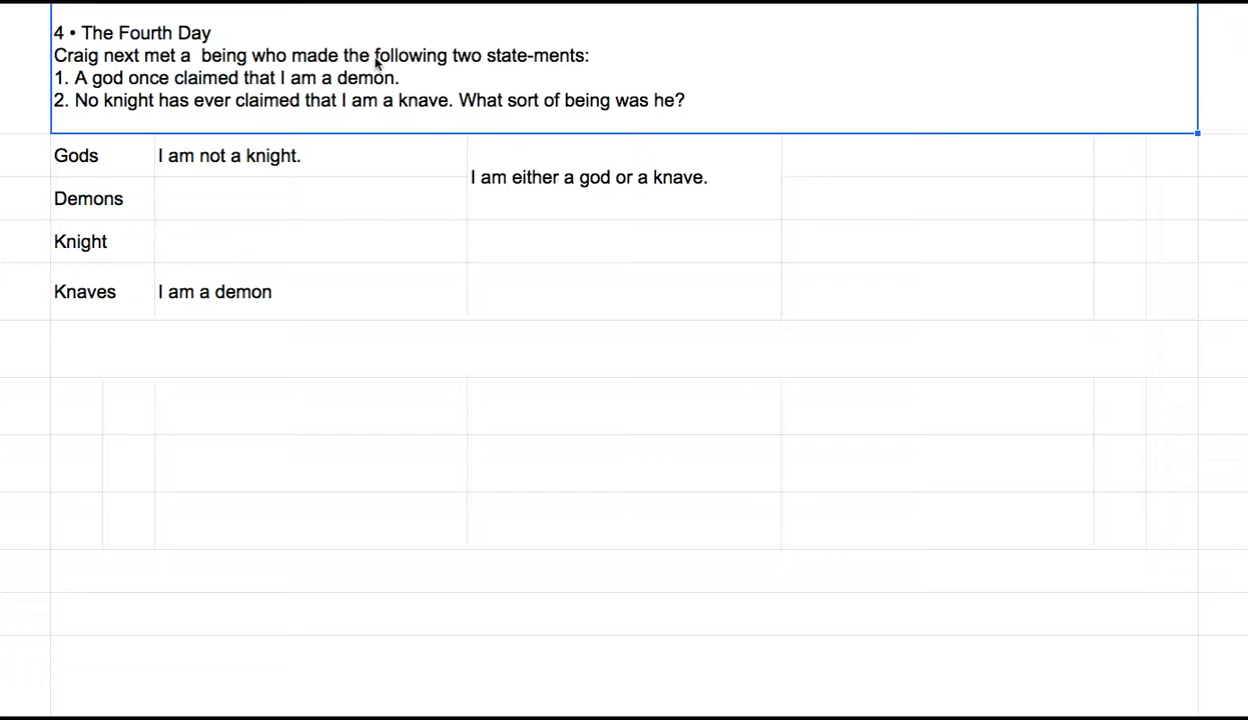 4 • The Fourth Day
Craig next met a  being who made the following two state-ments:
1. A god once claimed that I am a demon.
2. No knight has ever claimed that I am a knave. What sort of being was he?
Gods
I am not a knight.
I am either a god or a knave.
Demons
Knight
Knaves
I am a demon